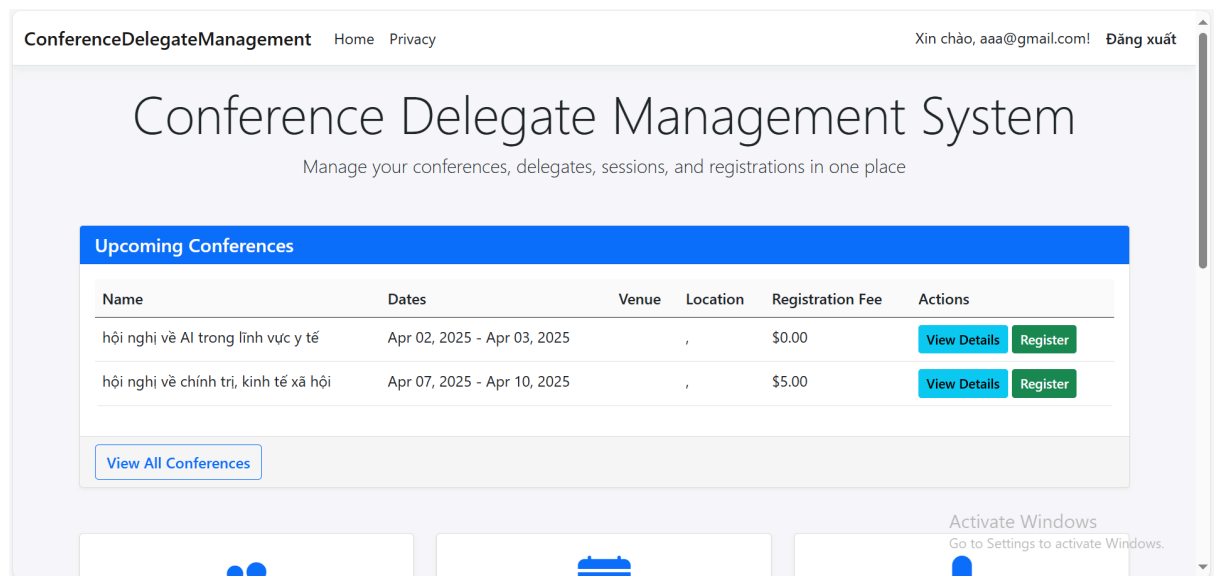 ConferenceDelegateManagement Home Privacy Xin chào, aaa@gmail.com! Đăng xuất
Conference Delegate Management System
Manage your conferences, delegates, sessions, and registrations in one place
Upcoming Conferences
Name Dates Venue Location Registration Fee Actions
hội nghị về AI trong lĩnh vực y tế Apr 02, 2025 - Apr 03, 2025 , $0.00 View Details Register
hội nghị về chính trị, kinh tế xã hội Apr 07, 2025 - Apr 10, 2025 , $5.00 View Details Register
View All Conferences
Activate Windows
Go to Settings to activate Windows.